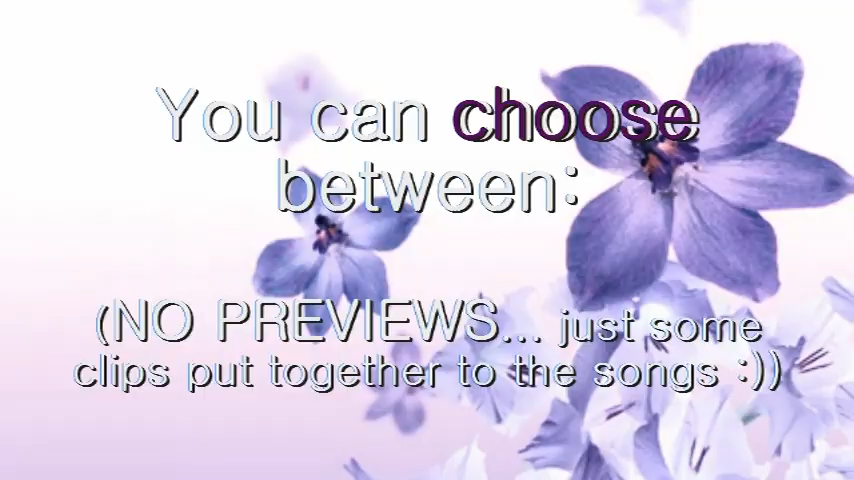 You can choose
between:
(NO PREVIEWS... just some
clips put together to the songs :))